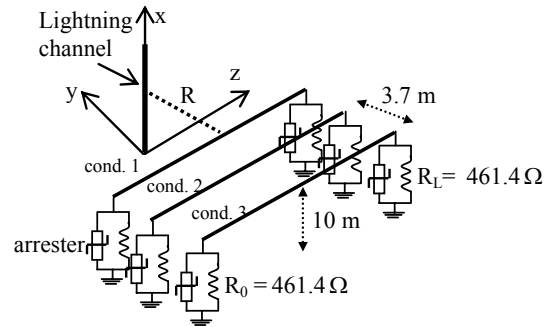 Lightning
channel
x
y
z
R
3.7 m
cond. 1
cond. 2
cond. 3
R_L = 461.4 Ω
10 m
arrester
R_0 = 461.4 Ω